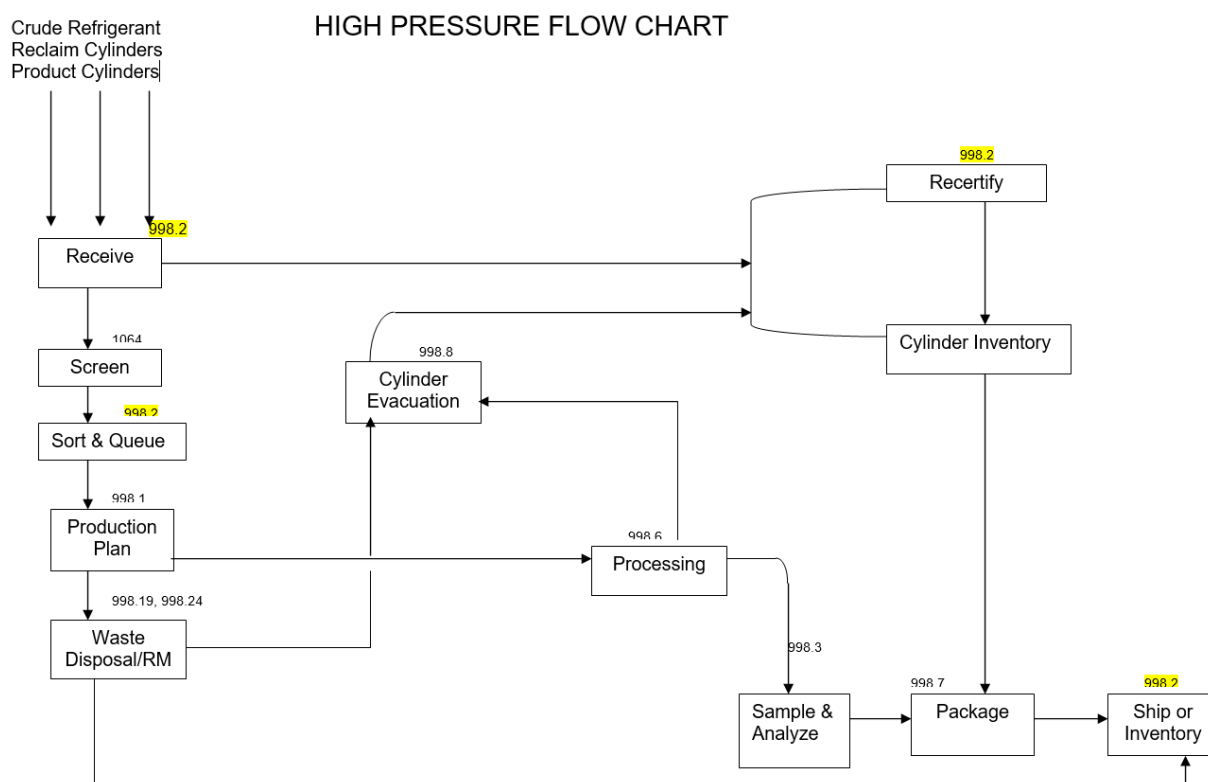 HIGH PRESSURE FLOW CHART
Crude Refrigerant
Reclaim Cylinders
Product Cylinders
998.2
Recertify
998.2
Receive
1064
Screen
998.8
Cylinder
Evacuation
Cylinder Inventory
998.2
Sort & Queue
998.1
Production
Plan
998.6
Processing
998.19, 998.24
Waste
Disposal/RM
998.3
Sample &
Analyze
998.7
Package
998.2
Ship or
Inventory